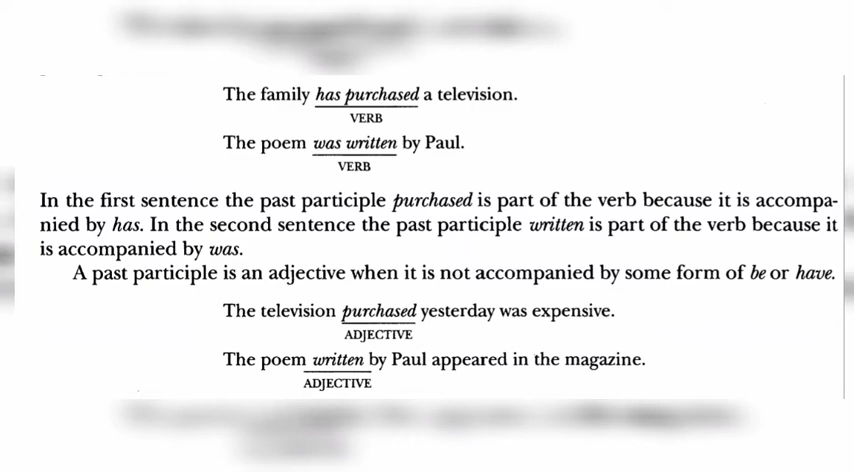 The family has purchased a television.
VERB
The poem was written by Paul.
VERB
In the first sentence the past participle purchased is part of the verb because it is accompa-
nied by has. In the second sentence the past participle written is part of the verb because it
is accompanied by was.
A past participle is an adjective when it is not accompanied by some form of be or have.
The television purchased yesterday was expensive.
ADJECTIVE
The poem written by Paul appeared in the magazine.
ADJECTIVE